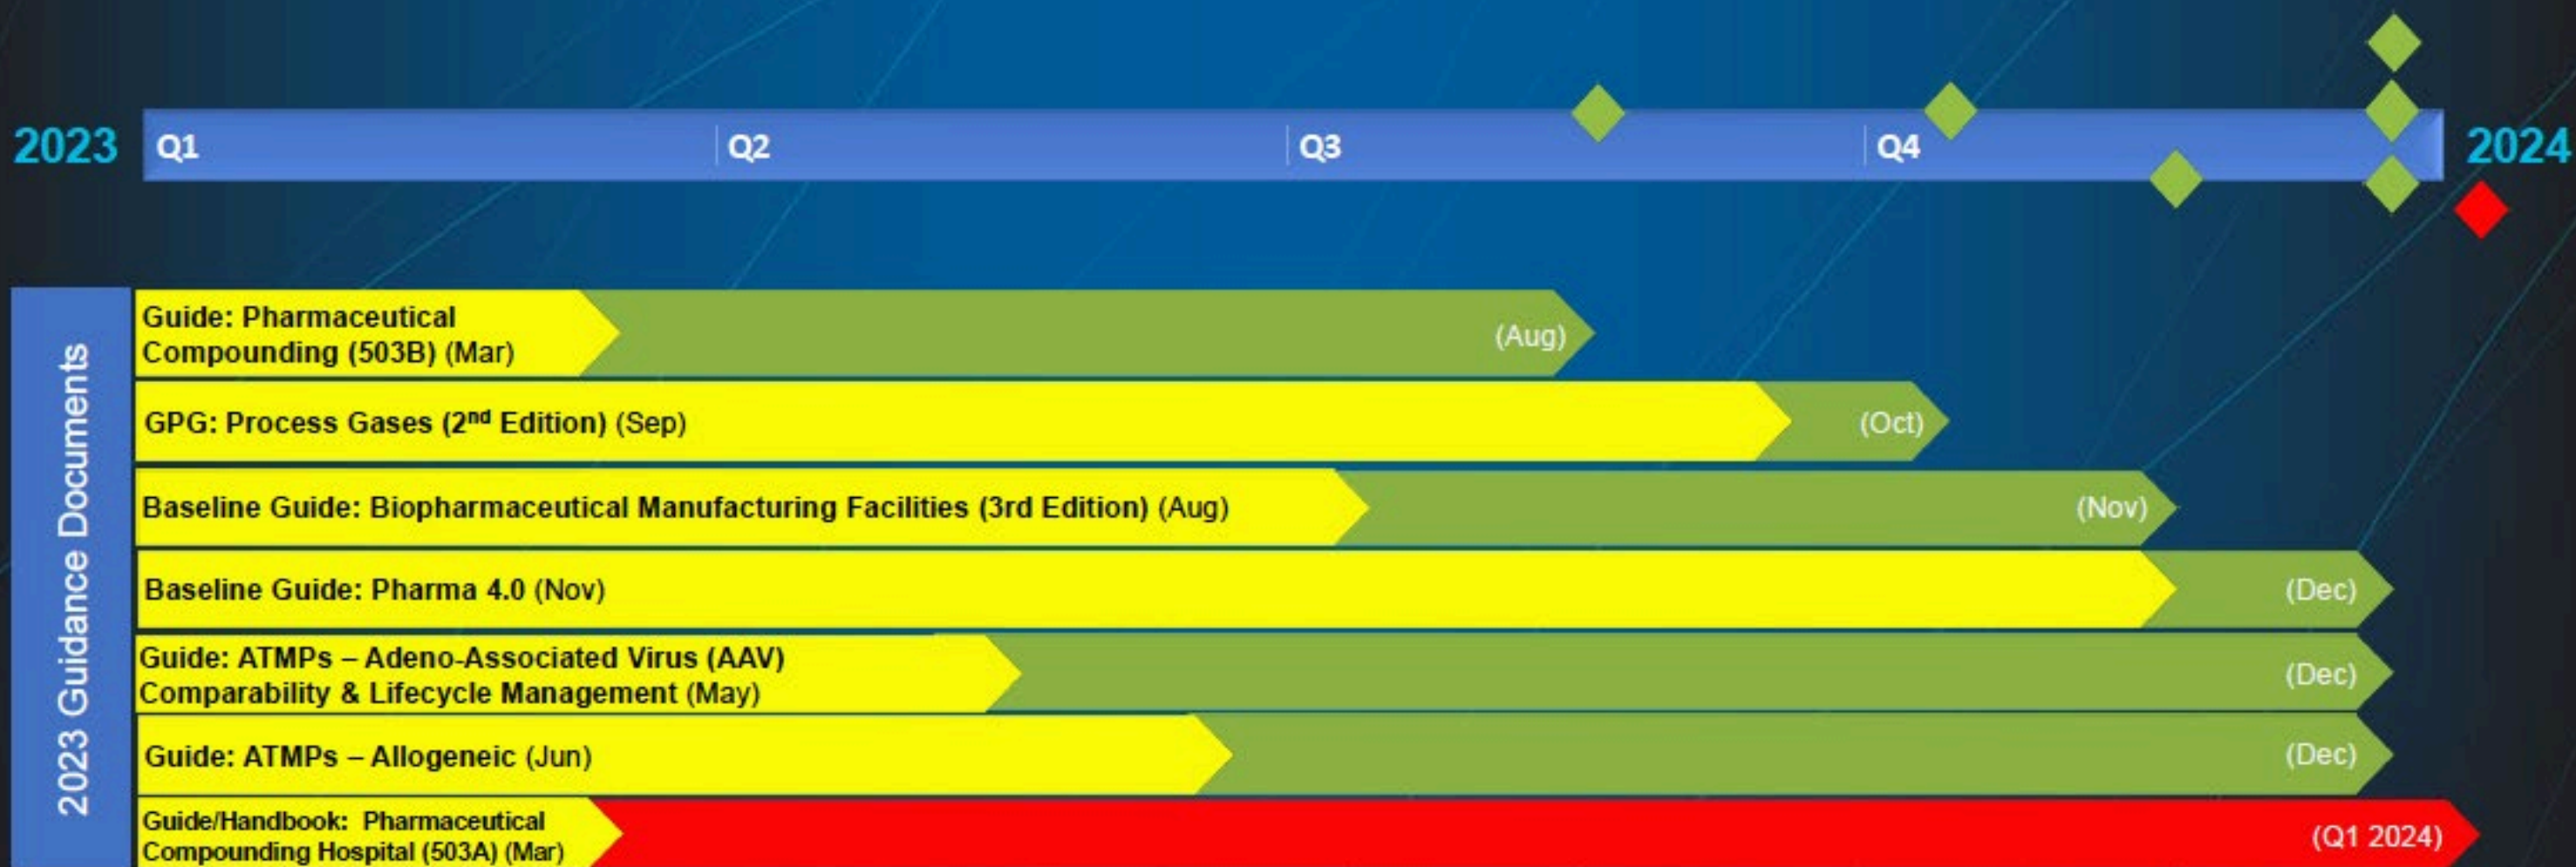 2023 Q1 Q2 Q3 Q4 2024
2023 Guidance Documents
Guide: Pharmaceutical
Compounding (503B) (Mar)
(Aug)
GPG: Process Gases (2nd Edition) (Sep)
(Oct)
Baseline Guide: Biopharmaceutical Manufacturing Facilities (3rd Edition) (Aug)
(Nov)
Baseline Guide: Pharma 4.0 (Nov)
(Dec)
Guide: ATMPs – Adeno-Associated Virus (AAV)
Comparability & Lifecycle Management (May)
(Dec)
Guide: ATMPs – Allogeneic (Jun)
(Dec)
Guide/Handbook: Pharmaceutical
Compounding Hospital (503A) (Mar)
(Q1 2024)